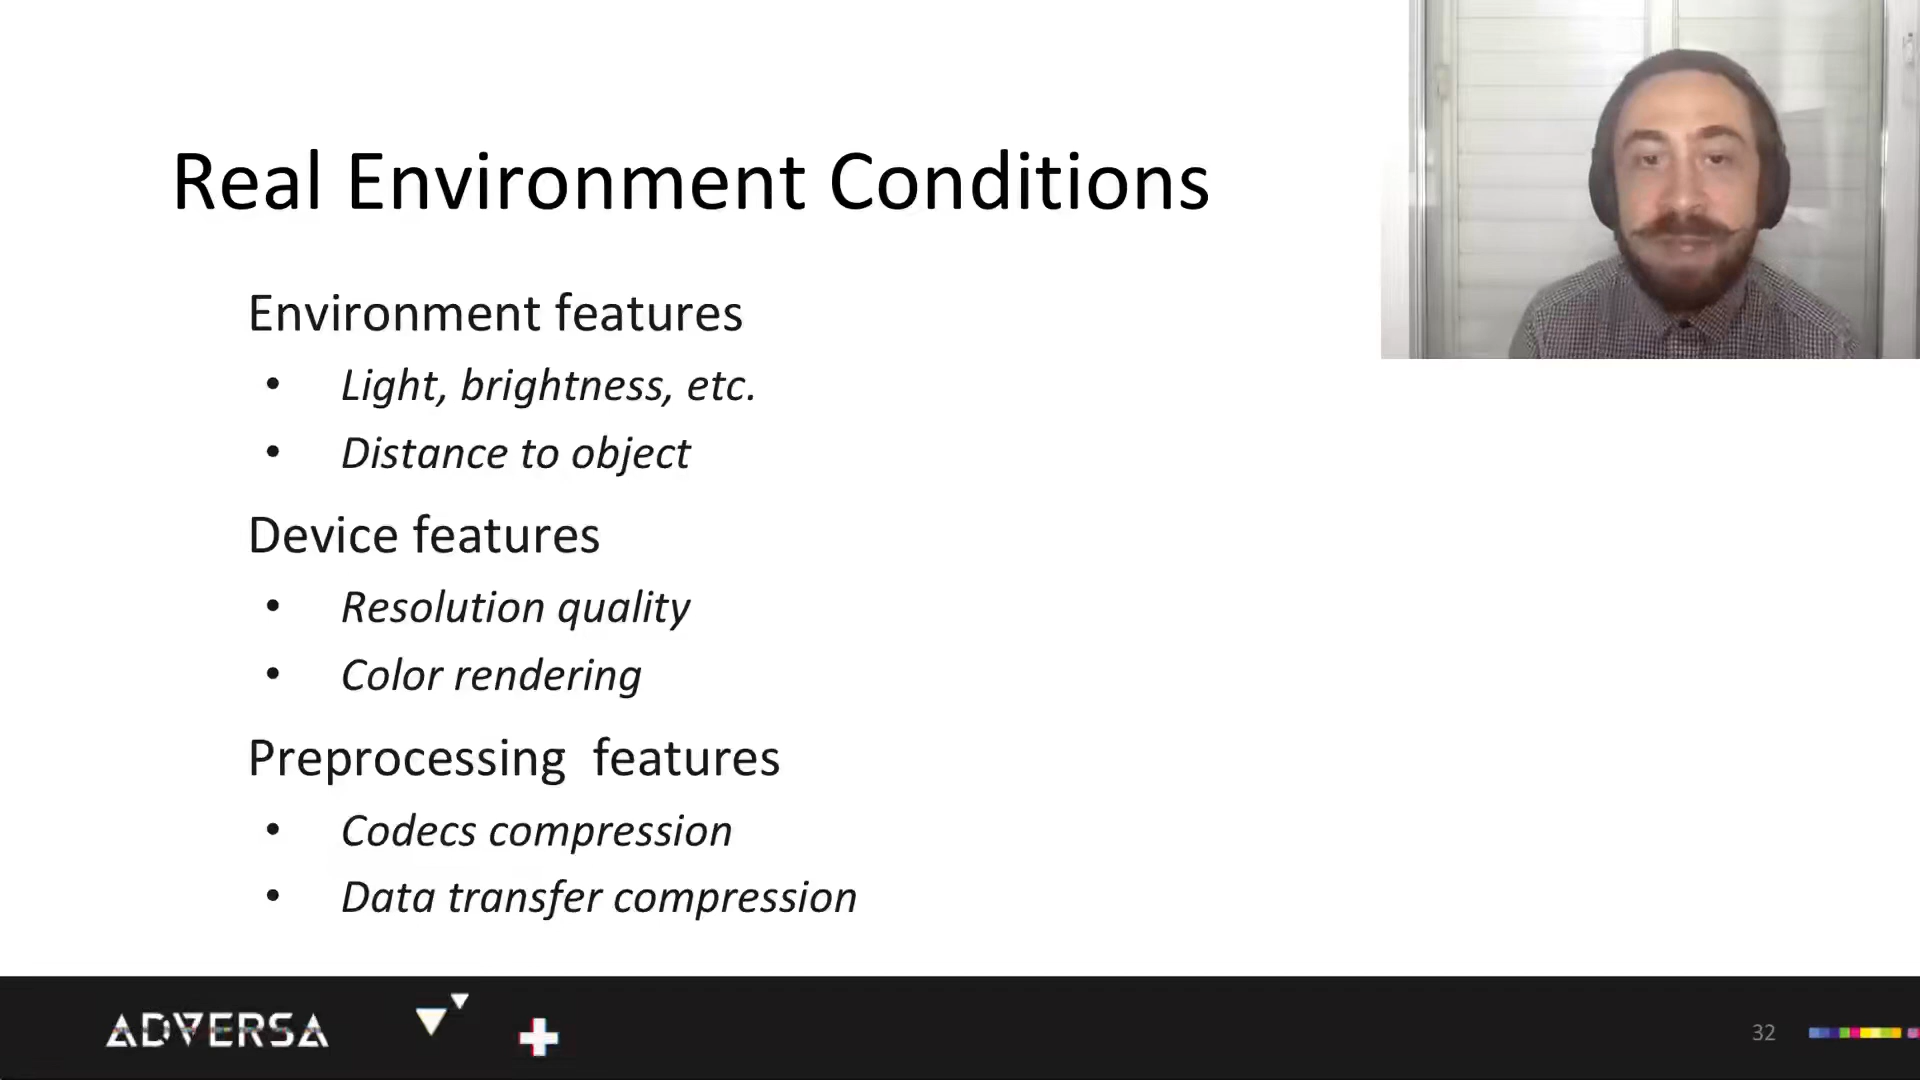 Real Environment Conditions
Environment features
• Light, brightness, etc.
• Distance to object
Device features
• Resolution quality
• Color rendering
Preprocessing  features
• Codecs compression
• Data transfer compression
ADVERSA
32